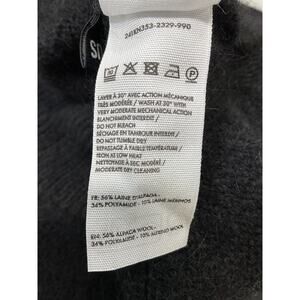 241KN353-2329-990
LAVER À 30° AVEC ACTION MÉCANIQUE
TRÈS MODÉRÉE / WASH AT 30° WITH
VERY MODERATE MECHANICAL ACTION
BLANCHIMENT INTERDIT /
DO NOT BLEACH
SÉCHAGE EN TAMBOUR INTERDIT /
DO NOT TUMBLE DRY
REPASSAGE À FAIBLE TEMPÉRATURE /
IRON AT LOW HEAT
NETTOYAGE À SEC MODÉRÉ /
MODERATE DRY CLEANING
FR: 56% LAINE D'ALPAGA -
34% POLYAMIDE - 10% LAINE MERINOS
EN: 56% ALPACA WOOL -
34% POLYAMIDE - 10% MERINO WOOL